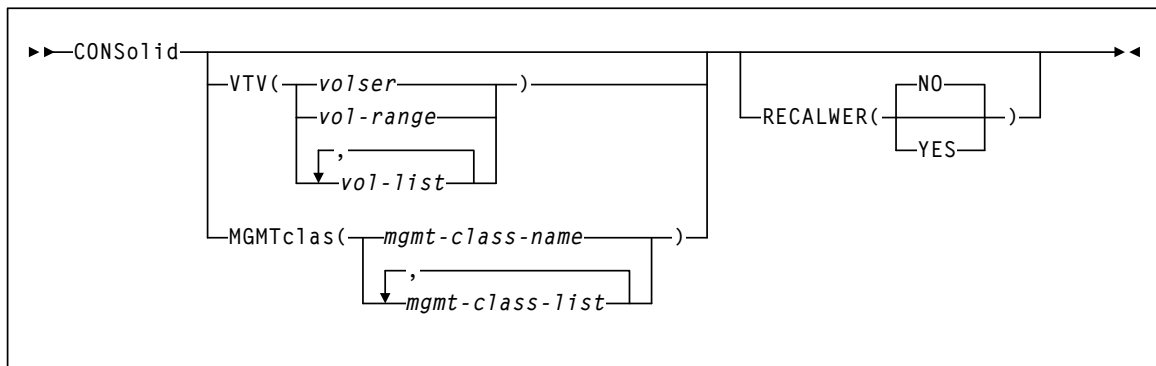 CONSolid
VTV( volser )
vol-range
,
vol-list
MGMTclas( mgmt-class-name )
,
mgmt-class-list
NO
RECALWER( )
YES